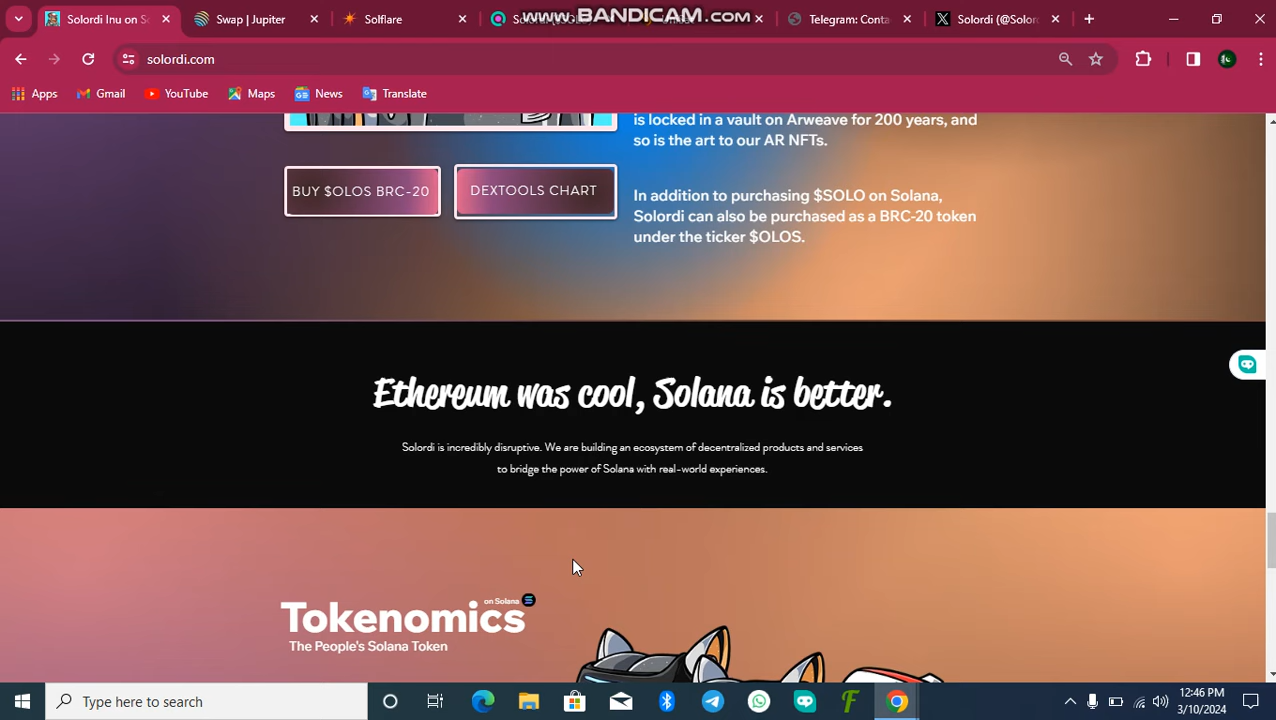 Solordi Inu on S
Swap | Jupiter
Solflare
www.BANDICAM.com
Telegram: Conta
Solordi (@Solor
solordi.com
Apps
Gmail
YouTube
Maps
News
Translate
is locked in a vault on Arweave for 200 years, and
so is the art to our AR NFTs.
BUY $OLOS BRC-20
DEXTOOLS CHART
In addition to purchasing $SOLO on Solana,
Solordi can also be purchased as a BRC-20 token
under the ticker $OLOS.
Ethereum was cool, Solana is better.
Solordi is incredibly disruptive. We are building an ecosystem of decentralized products and services
to bridge the power of Solana with real-world experiences.
on Solana
Tokenomics
The People's Solana Token
Type here to search
12:46 PM
3/10/2024